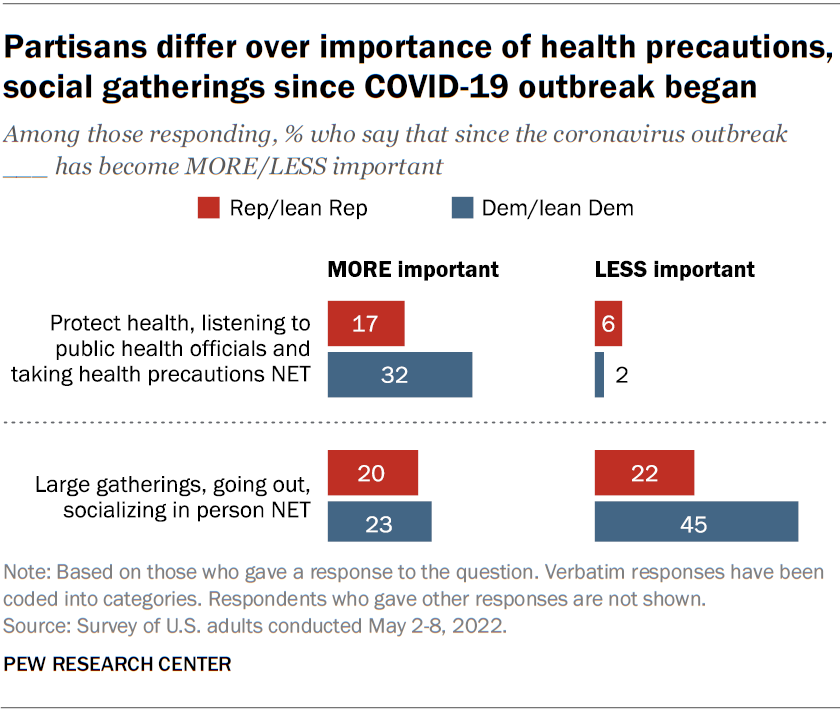 Partisans differ over importance of health precautions,
social gatherings since COVID-19 outbreak began
Among those responding, % who say that since the coronavirus outbreak
___ has become MORE/LESS important
Rep/lean Rep Dem/lean Dem
MORE important LESS important
Protect health, listening to
public health officials and
taking health precautions NET
17 6
32 2
Large gatherings, going out,
socializing in person NET
20 22
23 45
Note: Based on those who gave a response to the question. Verbatim responses have been
coded into categories. Respondents who gave other responses are not shown.
Source: Survey of U.S. adults conducted May 2-8, 2022.
PEW RESEARCH CENTER